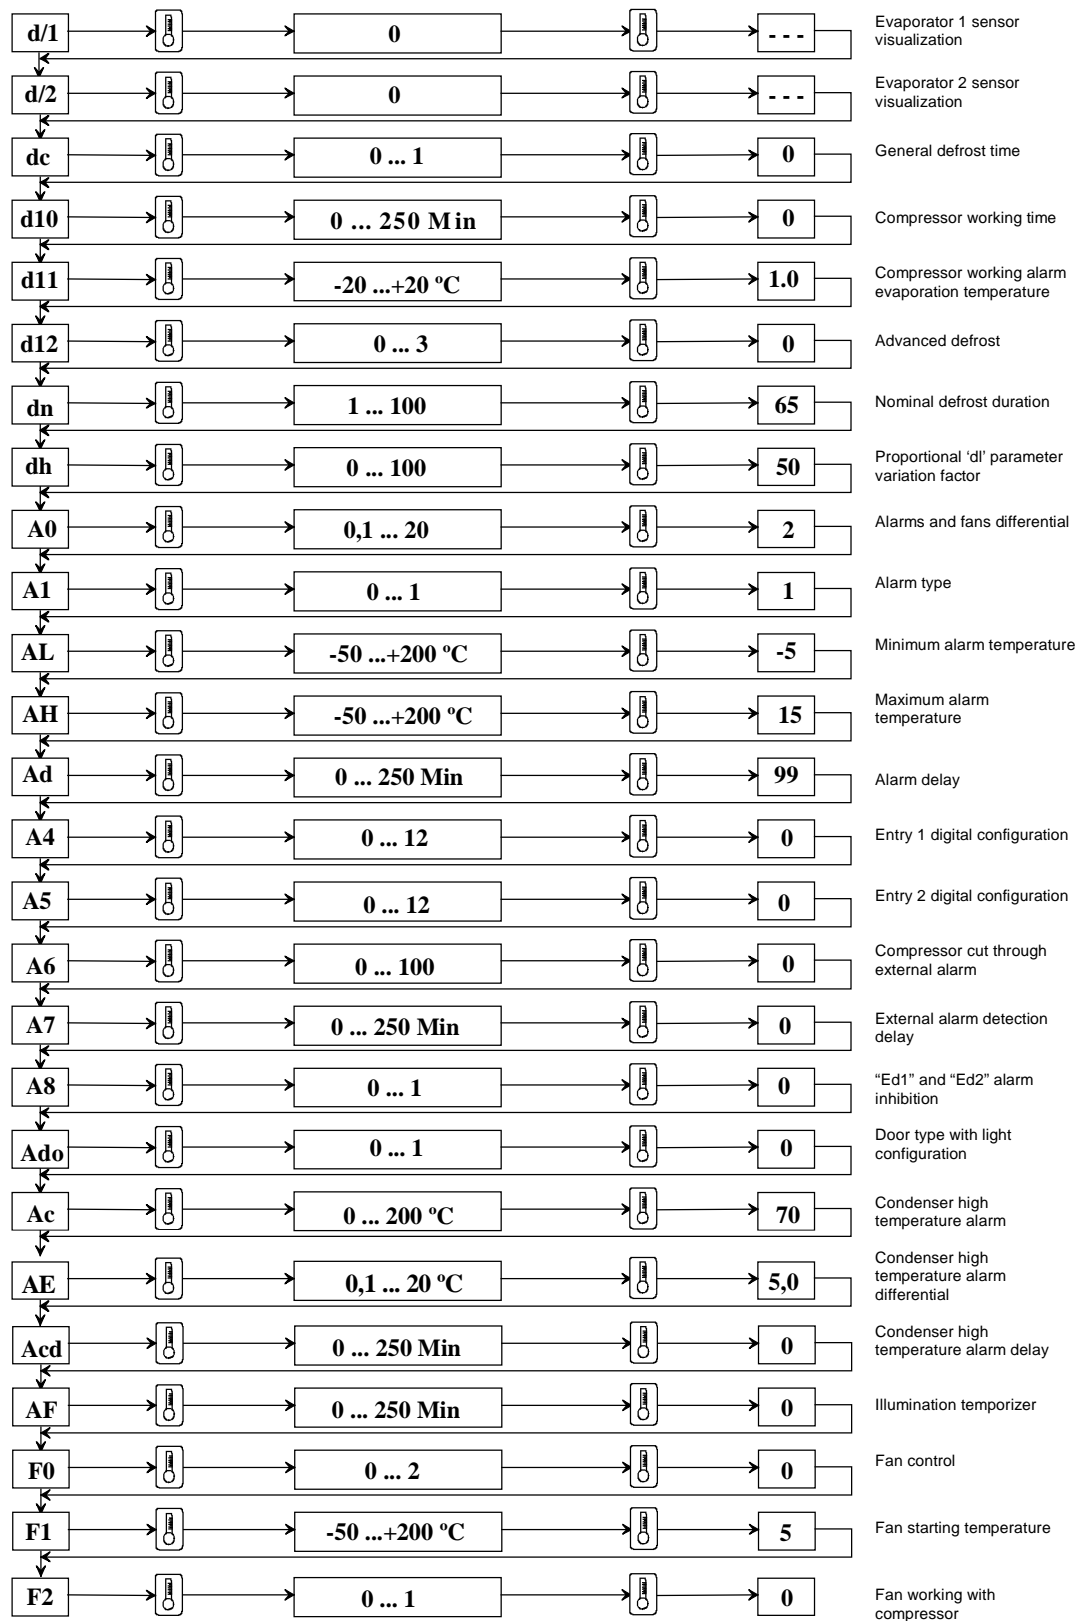 d/1 0 - - - Evaporator 1 sensor
visualization
d/2 0 - - - Evaporator 2 sensor
visualization
dc 0 ... 1 0 General defrost time
d10 0 ... 250 Min 0 Compressor working time
d11 -20 ...+20 ºC 1.0 Compressor working alarm
evaporation temperature
d12 0 ... 3 0 Advanced defrost
dn 1 ... 100 65 Nominal defrost duration
dh 0 ... 100 50 Proportional ‘dl’ parameter
variation factor
A0 0,1 ... 20 2 Alarms and fans differential
A1 0 ... 1 1 Alarm type
AL -50 ...+200 ºC -5 Minimum alarm temperature
AH -50 ...+200 ºC 15 Maximum alarm
temperature
Ad 0 ... 250 Min 99 Alarm delay
A4 0 ... 12 0 Entry 1 digital configuration
A5 0 ... 12 0 Entry 2 digital configuration
A6 0 ... 100 0 Compressor cut through
external alarm
A7 0 ... 250 Min 0 External alarm detection
delay
A8 0 ... 1 0 “Ed1” and “Ed2” alarm
inhibition
Ado 0 ... 1 0 Door type with light
configuration
Ac 0 ... 200 ºC 70 Condenser high
temperature alarm
AE 0,1 ... 20 ºC 5,0 Condenser high
temperature alarm
differential
Acd 0 ... 250 Min 0 Condenser high
temperature alarm delay
AF 0 ... 250 Min 0 Illumination temporizer
F0 0 ... 2 0 Fan control
F1 -50 ...+200 ºC 5 Fan starting temperature
F2 0 ... 1 0 Fan working with
compressor